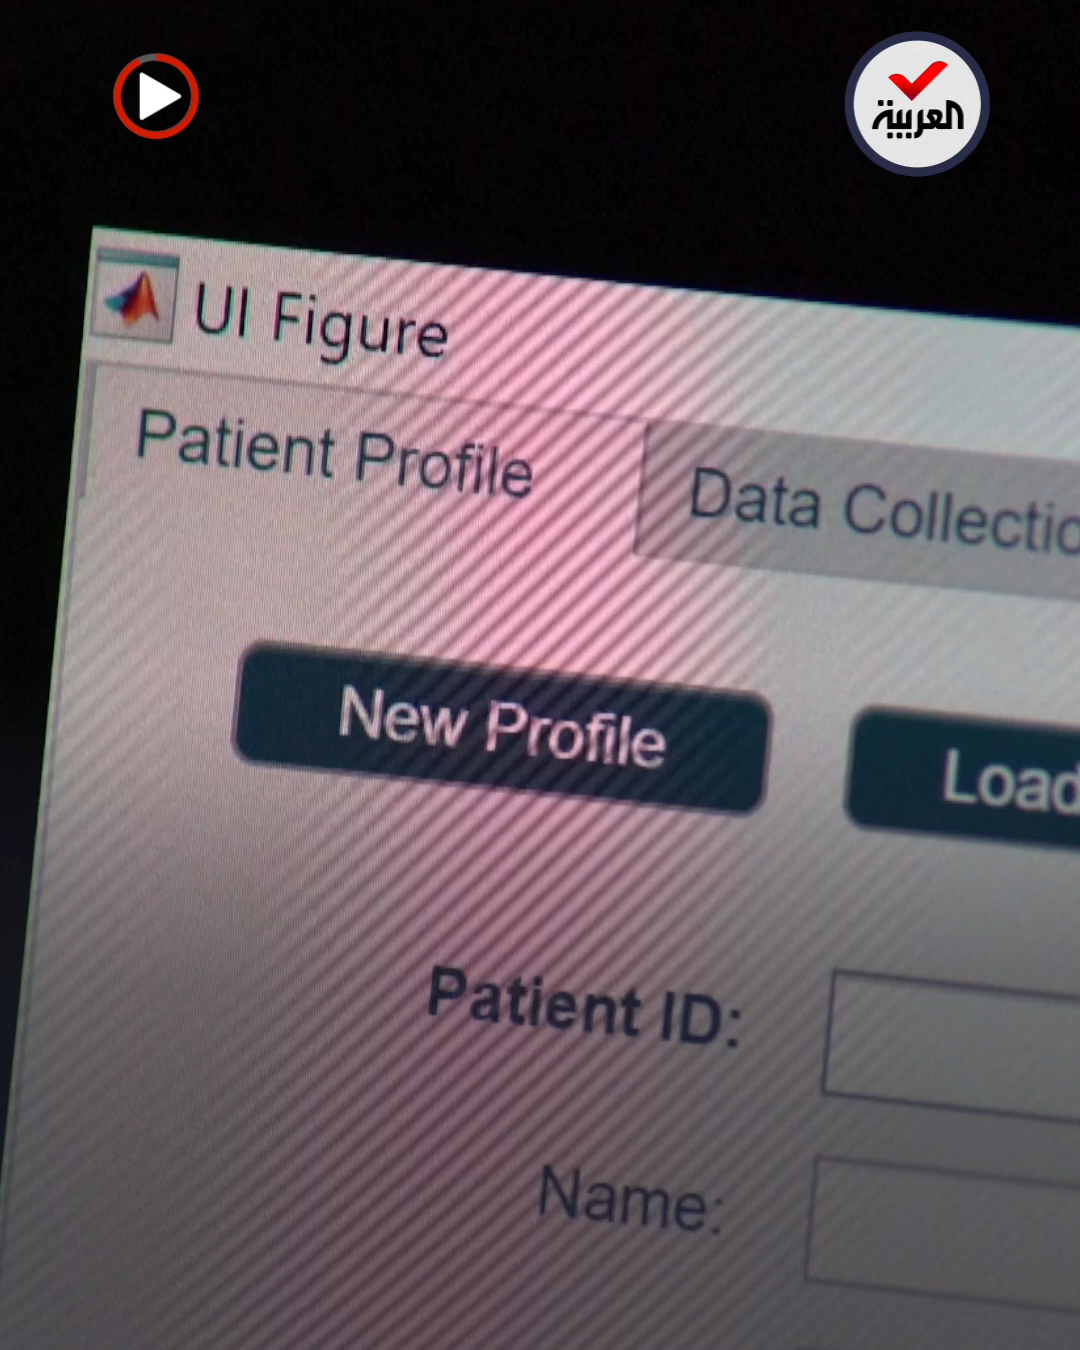 العربية
UI Figure
Patient Profile
Data Collectio
New Profile
Load
Patient ID:
Name: